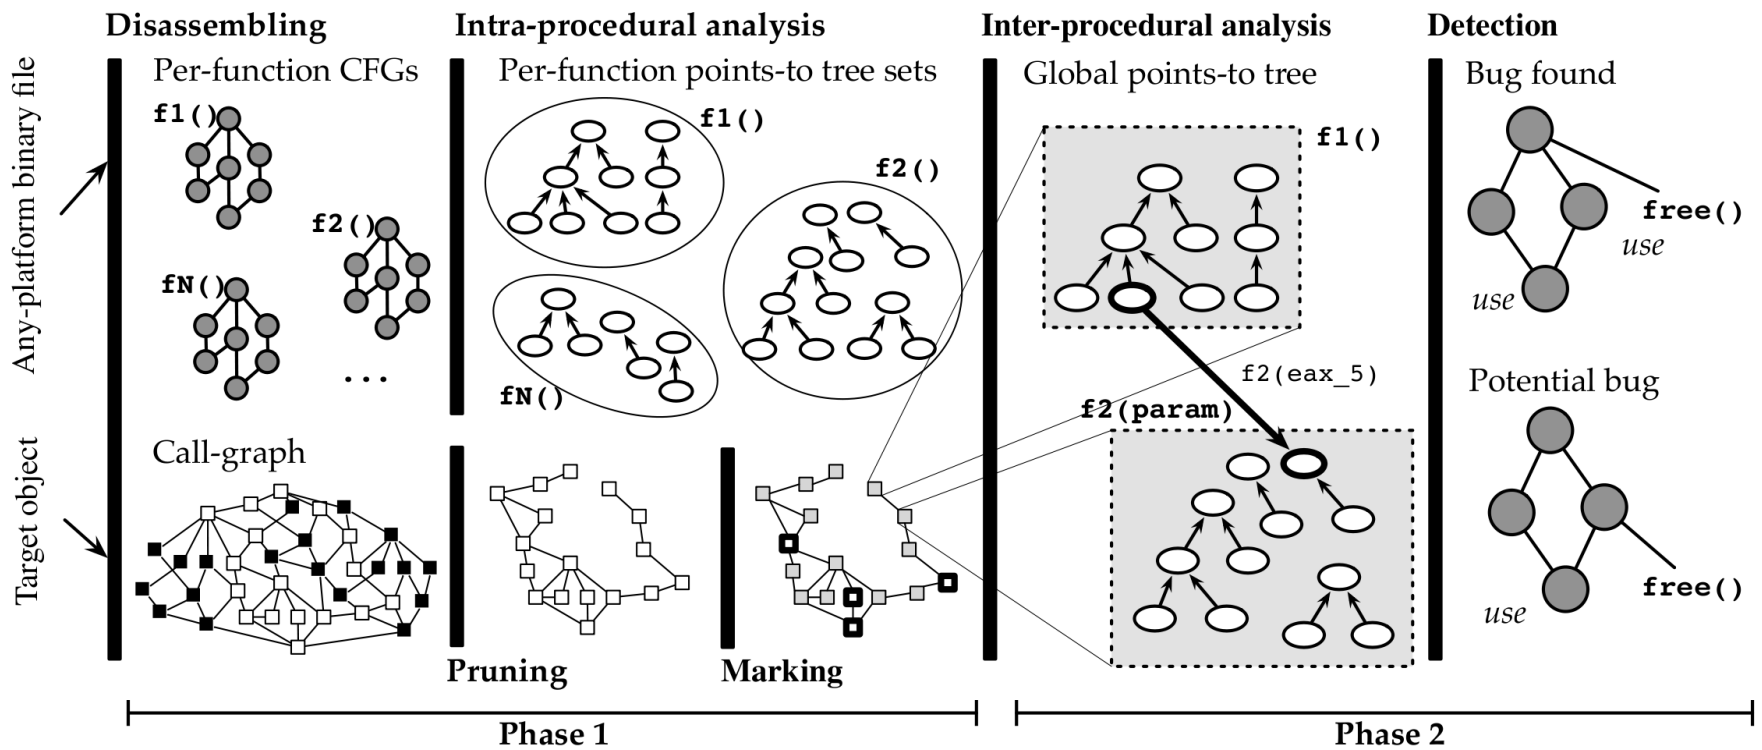 Disassembling
Intra-procedural analysis
Inter-procedural analysis
Detection
Any-platform binary file
Target object
Per-function CFGs
f1()
f2()
fN()
...
Call-graph
Per-function points-to tree sets
f1()
f2()
fN()
Pruning
Marking
Global points-to tree
f1()
f2(eax_5)
f2(param)
Bug found
free()
use
use
Potential bug
free()
use
Phase 1
Phase 2